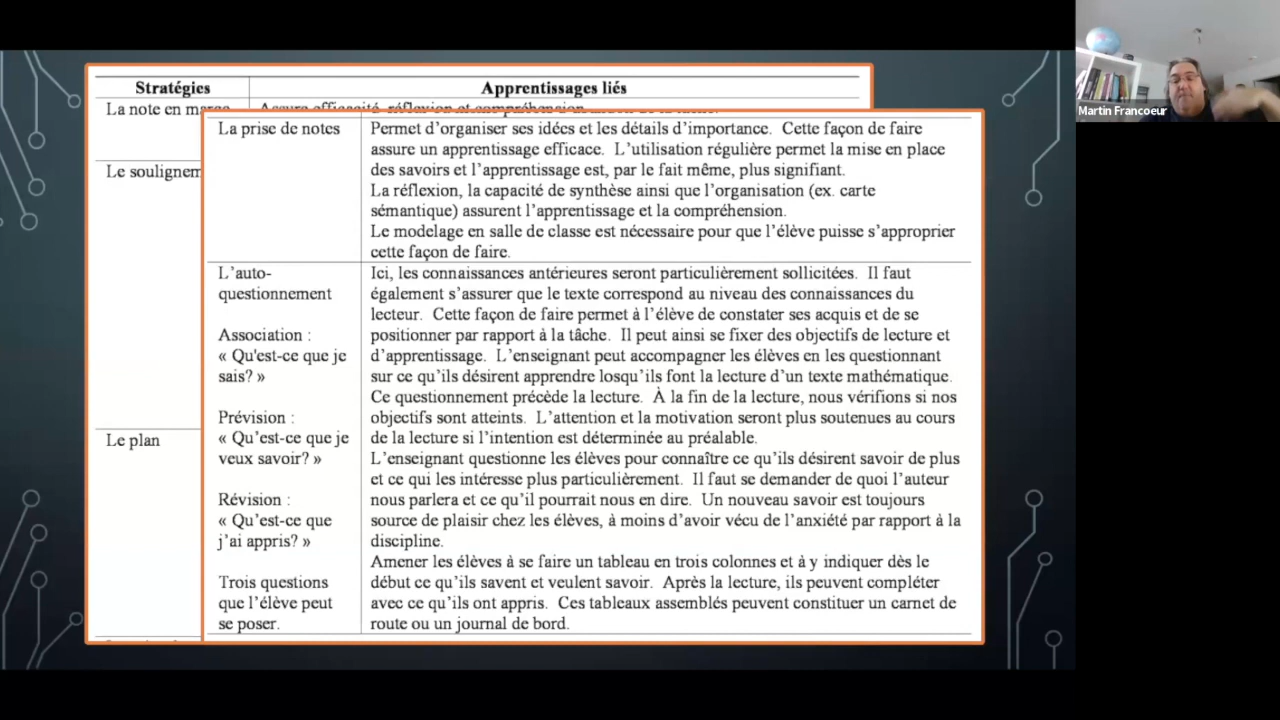 Stratégies
Apprentissages liés
La note en marge
Assure efficacité, réflexion et compréhension
La prise de notes
Permet d'organiser ses idées et les détails d'importance. Cette façon de faire
assure un apprentissage efficace. L'utilisation régulière permet la mise en place
des savoirs et l'apprentissage est, par le fait même, plus signifiant.
La réflexion, la capacité de synthèse ainsi que l'organisation (ex. carte
sémantique) assurent l'apprentissage et la compréhension.
Le modelage en salle de classe est nécessaire pour que l'élève puisse s'approprier
cette façon de faire.
Le soulignem
Le plan
L'auto-
questionnement
Association :
« Qu'est-ce que je
sais? »
Prévision :
« Qu'est-ce que je
veux savoir? »
Révision :
« Qu'est-ce que
j'ai appris? »
Trois questions
que l'élève peut
se poser.
Ici, les connaissances antérieures seront particulièrement sollicitées. Il faut
également s'assurer que le texte correspond au niveau des connaissances du
lecteur. Cette façon de faire permet à l'élève de constater ses acquis et de se
positionner par rapport à la tâche. Il peut ainsi se fixer des objectifs de lecture et
d'apprentissage. L'enseignant peut accompagner les élèves en les questionnant
sur ce qu'ils désirent apprendre losqu'ils font la lecture d'un texte mathématique.
Ce questionnement précède la lecture. À la fin de la lecture, nous vérifions si nos
objectifs sont atteints. L'attention et la motivation seront plus soutenues au cours
de la lecture si l'intention est déterminée au préalable.
L'enseignant questionne les élèves pour connaître ce qu'ils désirent savoir de plus
et ce qui les intéresse plus particulièrement. Il faut se demander de quoi l'auteur
nous parlera et ce qu'il pourrait nous en dire. Un nouveau savoir est toujours
source de plaisir chez les élèves, à moins d'avoir vécu de l'anxiété par rapport à la
discipline.
Amener les élèves à se faire un tableau en trois colonnes et à y indiquer dès le
début ce qu'ils savent et veulent savoir. Après la lecture, ils peuvent compléter
avec ce qu'ils ont appris. Ces tableaux assemblés peuvent constituer un carnet de
route ou un journal de bord.
Martin Francoeur